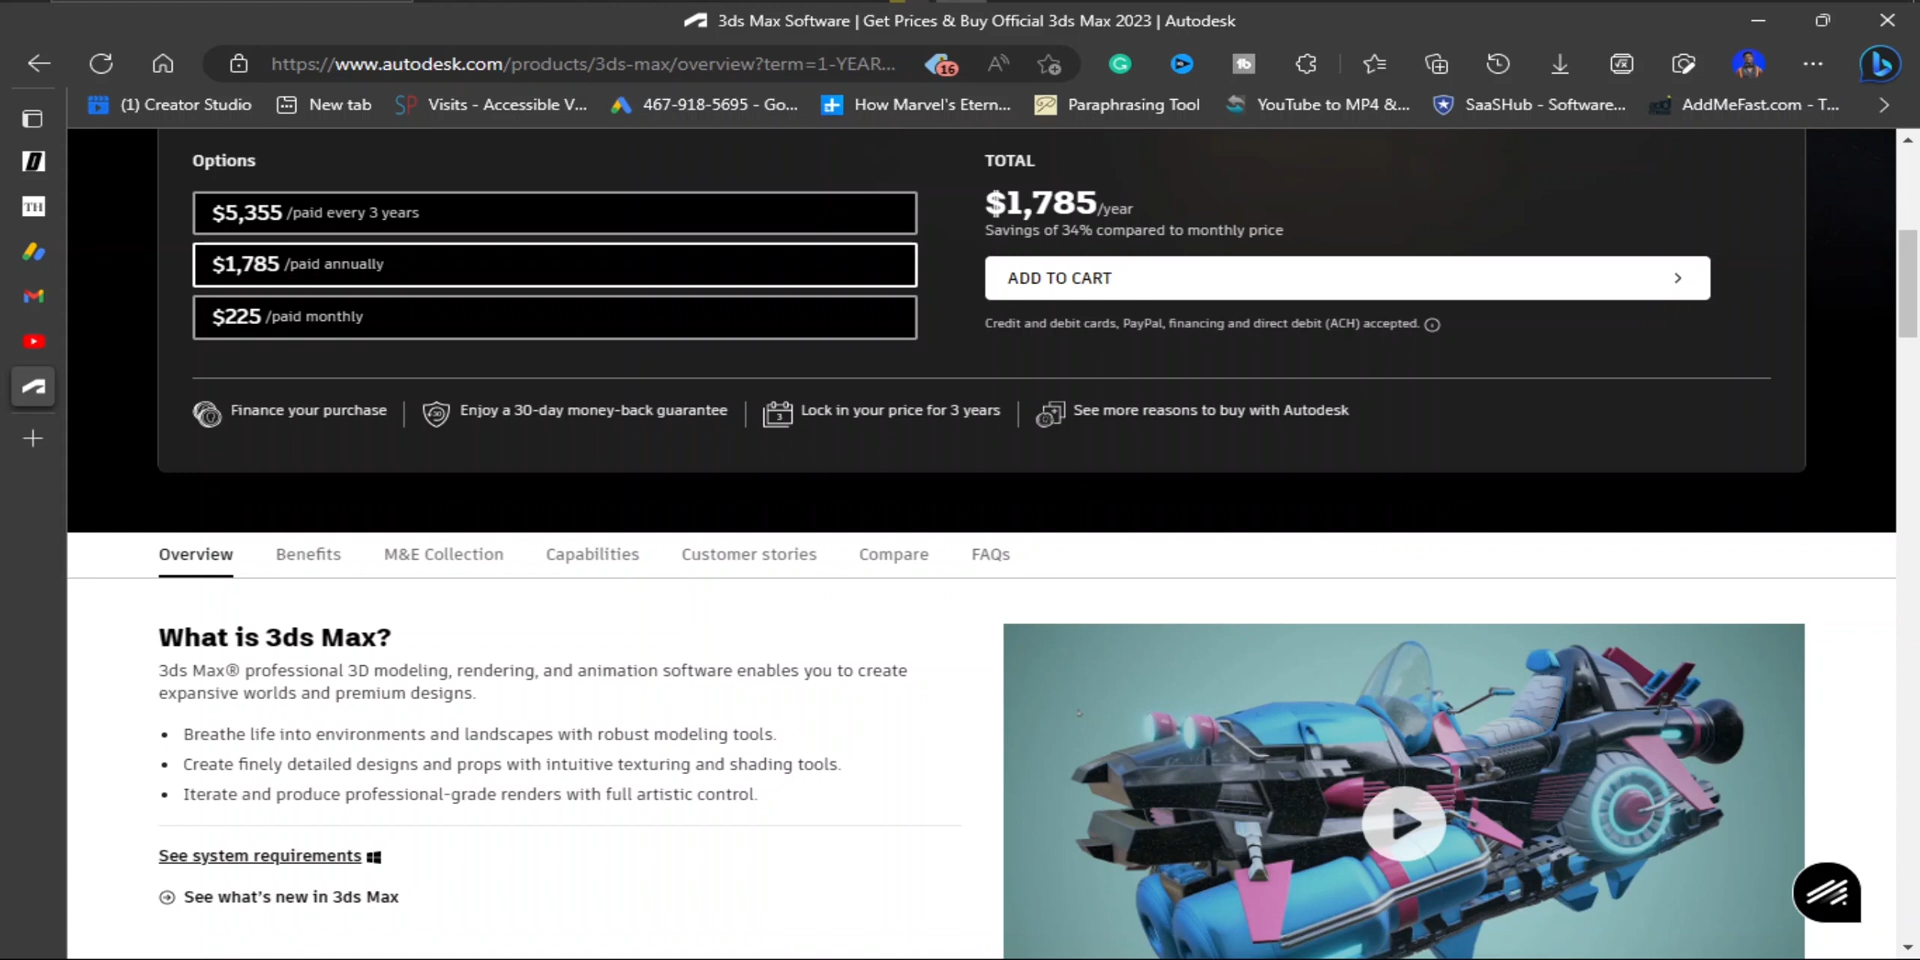 3ds Max Software | Get Prices & Buy Official 3ds Max 2023 | Autodesk
https://www.autodesk.com/products/3ds-max/overview?term=1-YEAR...
16
(1) Creator Studio
New tab
Visits - Accessible V...
467-918-5695 - Go...
How Marvel's Etern...
Paraphrasing Tool
YouTube to MP4 &...
SaaSHub - Software...
AddMeFast.com - T...
TH
Options
$5,355 /paid every 3 years
$1,785 /paid annually
$225 /paid monthly
TOTAL
$1,785/year
Savings of 34% compared to monthly price
ADD TO CART
Credit and debit cards, PayPal, financing and direct debit (ACH) accepted.
Finance your purchase
Enjoy a 30-day money-back guarantee
Lock in your price for 3 years
See more reasons to buy with Autodesk
Overview
Benefits
M&E Collection
Capabilities
Customer stories
Compare
FAQs
What is 3ds Max?
3ds Max® professional 3D modeling, rendering, and animation software enables you to create
expansive worlds and premium designs.
• Breathe life into environments and landscapes with robust modeling tools.
• Create finely detailed designs and props with intuitive texturing and shading tools.
• Iterate and produce professional-grade renders with full artistic control.
See system requirements
See what's new in 3ds Max